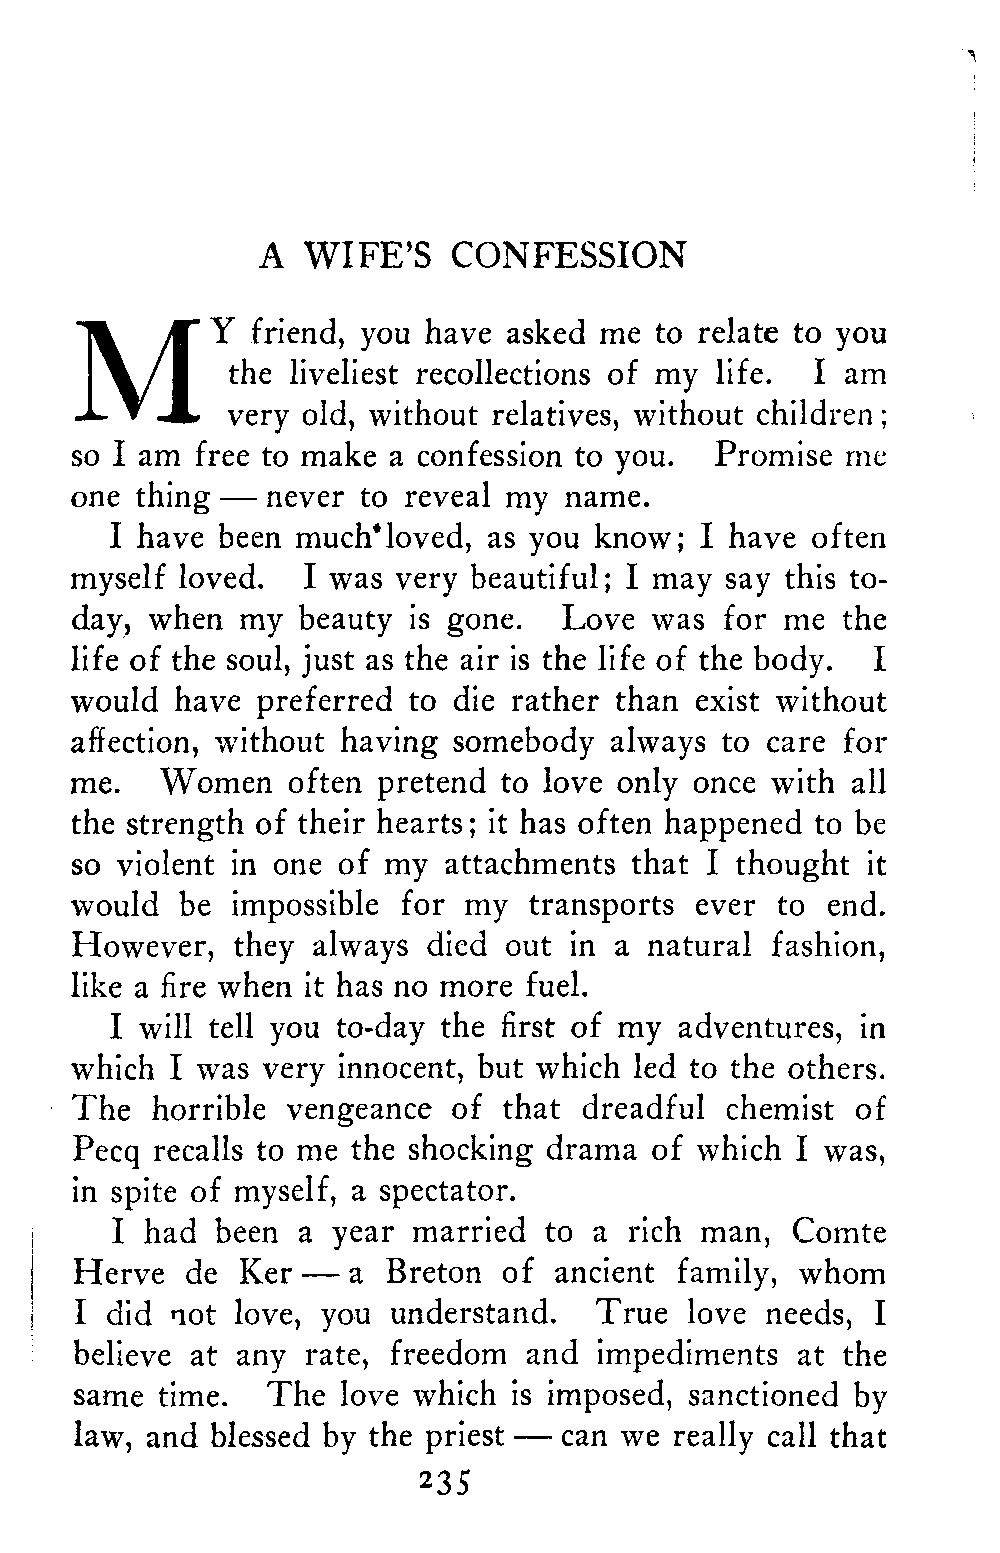 A WIFE'S CONFESSION
MY friend, you have asked me to relate to you
the liveliest recollections of my life. I am
very old, without relatives, without children;
so I am free to make a confession to you. Promise me
one thing — never to reveal my name.
I have been much loved, as you know; I have often
myself loved. I was very beautiful; I may say this to-
day, when my beauty is gone. Love was for me the
life of the soul, just as the air is the life of the body. I
would have preferred to die rather than exist without
affection, without having somebody always to care for
me. Women often pretend to love only once with all
the strength of their hearts; it has often happened to be
so violent in one of my attachments that I thought it
would be impossible for my transports ever to end.
However, they always died out in a natural fashion,
like a fire when it has no more fuel.
I will tell you to-day the first of my adventures, in
which I was very innocent, but which led to the others.
The horrible vengeance of that dreadful chemist of
Pecq recalls to me the shocking drama of which I was,
in spite of myself, a spectator.
I had been a year married to a rich man, Comte
Herve de Ker — a Breton of ancient family, whom
I did not love, you understand. True love needs, I
believe at any rate, freedom and impediments at the
same time. The love which is imposed, sanctioned by
law, and blessed by the priest — can we really call that
235